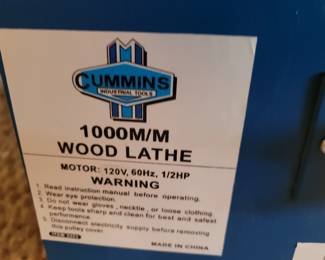 CUMMINS
INDUSTRIAL TOOLS
1000M/M
WOOD LATHE
MOTOR: 120V, 60Hz, 1/2HP
WARNING
1. Read instruction manual before operating.
2. Wear eye protection.
3. Do not wear gloves, necktie, or loose clothing
4. Keep tools sharp and clean for best and safest
performance.
5. Disconnect electricity supply before removing
this pulley cover
MADE IN CHINA